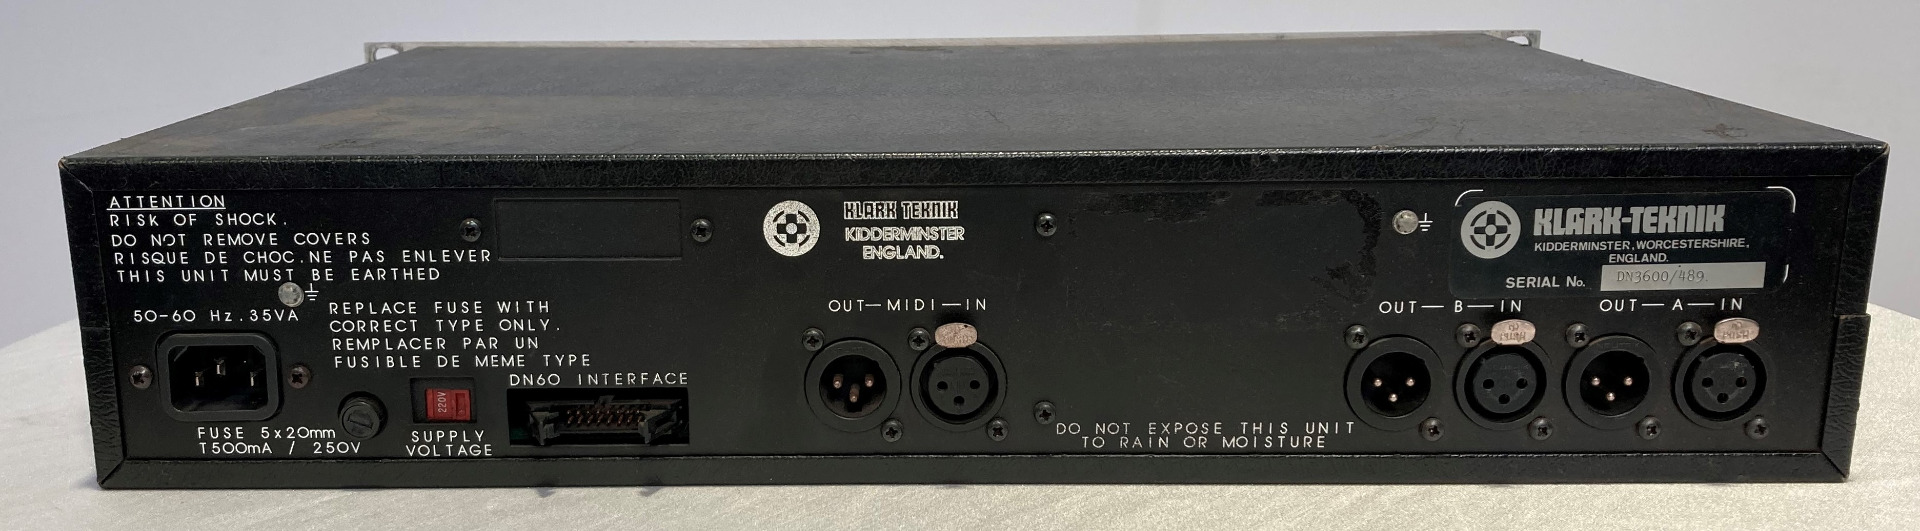 ATTENTION
RISK OF SHOCK.
DO NOT REMOVE COVERS
RISQUE DE CHOC. NE PAS ENLEVER
THIS UNIT MUST BE EARTHED
50-60 Hz. 35VA
REPLACE FUSE WITH
CORRECT TYPE ONLY.
REMPLACER PAR UN
FUSIBLE DE MEME TYPE
FUSE 5x20mm
T500mA / 250V
220V
SUPPLY
VOLTAGE
DN60 INTERFACE
KLARK TEKNIK
KIDDERMINSTER
ENGLAND.
OUT—MIDI—IN
DO NOT EXPOSE THIS UNIT
TO RAIN OR MOISTURE
KLARK-TEKNIK
KIDDERMINSTER, WORCESTERSHIRE,
ENGLAND.
SERIAL No. DN3600/489
OUT—B—IN
OUT—A—IN